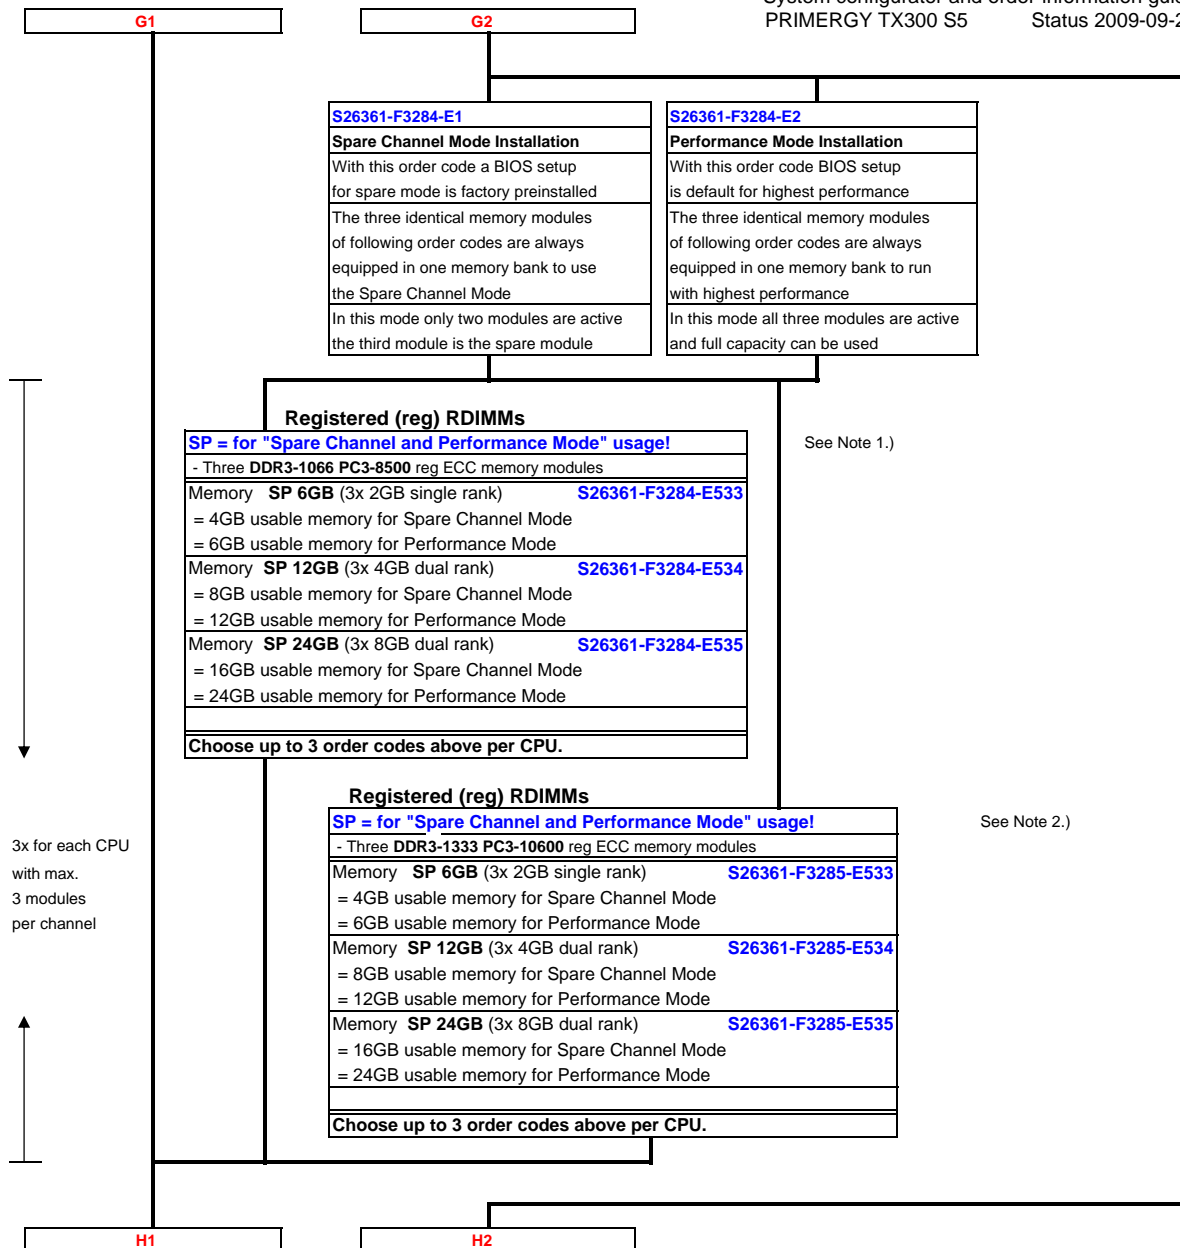 System configurator and order information guid
PRIMERGY TX300 S5 Status 2009-09-2
G1
G2
S26361-F3284-E1
Spare Channel Mode Installation
With this order code a BIOS setup
for spare mode is factory preinstalled
The three identical memory modules
of following order codes are always
equipped in one memory bank to use
the Spare Channel Mode
In this mode only two modules are active
the third module is the spare module
S26361-F3284-E2
Performance Mode Installation
With this order code BIOS setup
is default for highest performance
The three identical memory modules
of following order codes are always
equipped in one memory bank to run
with highest performance
In this mode all three modules are active
and full capacity can be used
Registered (reg) RDIMMs
SP = for "Spare Channel and Performance Mode" usage!
- Three DDR3-1066 PC3-8500 reg ECC memory modules
Memory SP 6GB (3x 2GB single rank) S26361-F3284-E533
= 4GB usable memory for Spare Channel Mode
= 6GB usable memory for Performance Mode
Memory SP 12GB (3x 4GB dual rank) S26361-F3284-E534
= 8GB usable memory for Spare Channel Mode
= 12GB usable memory for Performance Mode
Memory SP 24GB (3x 8GB dual rank) S26361-F3284-E535
= 16GB usable memory for Spare Channel Mode
= 24GB usable memory for Performance Mode
Choose up to 3 order codes above per CPU.
See Note 1.)
Registered (reg) RDIMMs
SP = for "Spare Channel and Performance Mode" usage!
- Three DDR3-1333 PC3-10600 reg ECC memory modules
Memory SP 6GB (3x 2GB single rank) S26361-F3285-E533
= 4GB usable memory for Spare Channel Mode
= 6GB usable memory for Performance Mode
Memory SP 12GB (3x 4GB dual rank) S26361-F3285-E534
= 8GB usable memory for Spare Channel Mode
= 12GB usable memory for Performance Mode
Memory SP 24GB (3x 8GB dual rank) S26361-F3285-E535
= 16GB usable memory for Spare Channel Mode
= 24GB usable memory for Performance Mode
Choose up to 3 order codes above per CPU.
See Note 2.)
3x for each CPU
with max.
3 modules
per channel
H1
H2